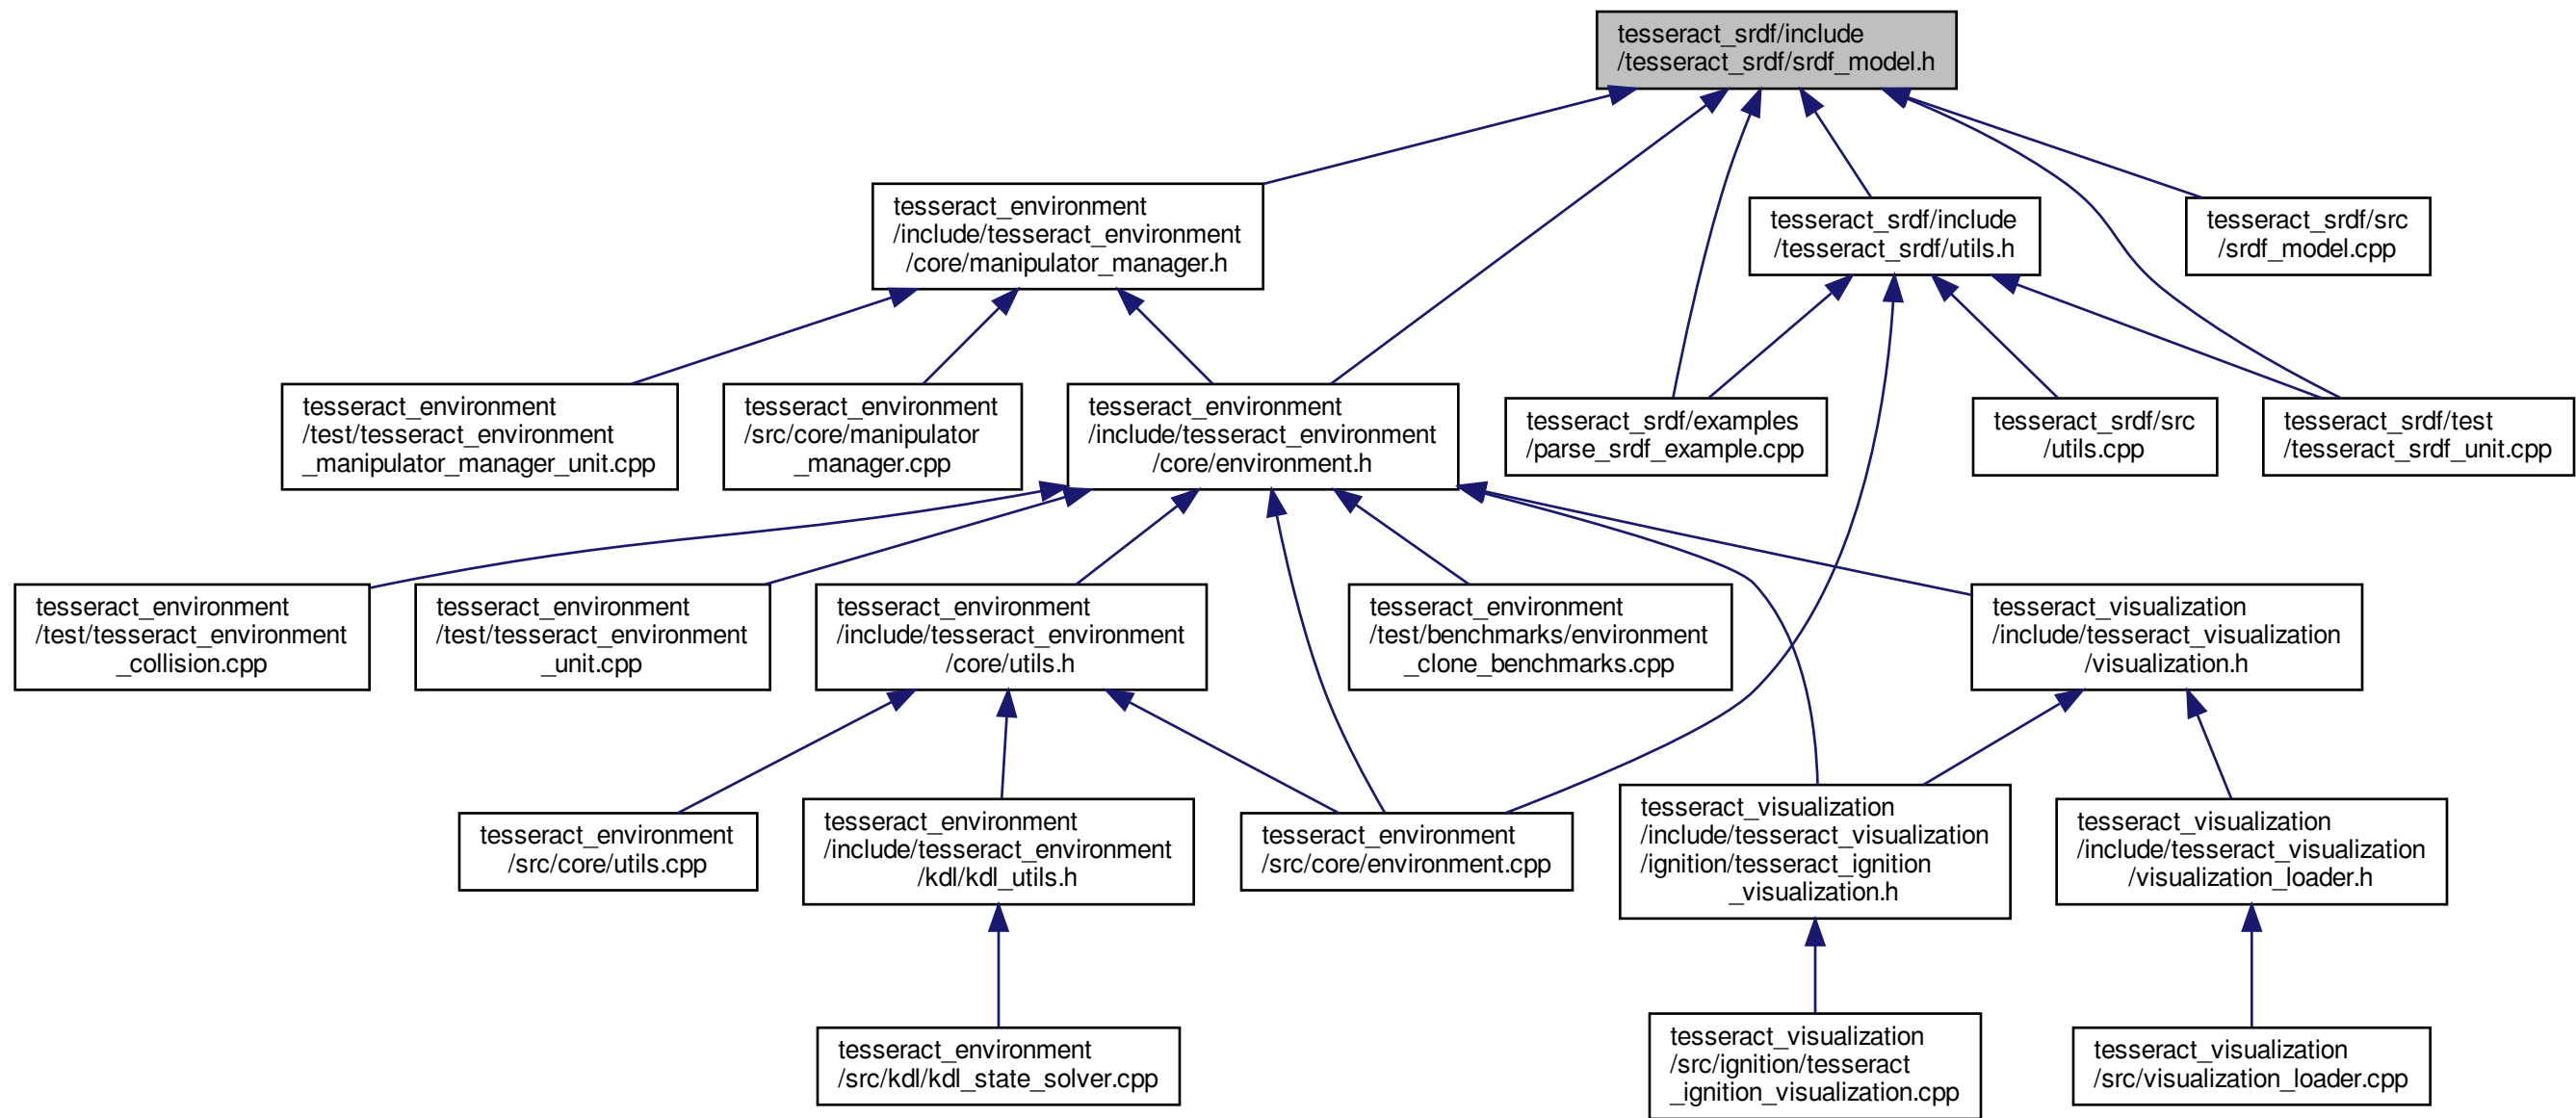 tesseract_srdf/include
/tesseract_srdf/srdf_model.h
tesseract_environment
/include/tesseract_environment
/core/manipulator_manager.h
tesseract_srdf/include
/tesseract_srdf/utils.h
tesseract_srdf/src
/srdf_model.cpp
tesseract_environment
/test/tesseract_environment
_manipulator_manager_unit.cpp
tesseract_environment
/src/core/manipulator
_manager.cpp
tesseract_environment
/include/tesseract_environment
/core/environment.h
tesseract_srdf/examples
/parse_srdf_example.cpp
tesseract_srdf/src
/utils.cpp
tesseract_srdf/test
/tesseract_srdf_unit.cpp
tesseract_environment
/test/tesseract_environment
_collision.cpp
tesseract_environment
/test/tesseract_environment
_unit.cpp
tesseract_environment
/include/tesseract_environment
/core/utils.h
tesseract_environment
/test/benchmarks/environment
_clone_benchmarks.cpp
tesseract_visualization
/include/tesseract_visualization
/visualization.h
tesseract_environment
/src/core/utils.cpp
tesseract_environment
/include/tesseract_environment
/kdl/kdl_utils.h
tesseract_environment
/src/core/environment.cpp
tesseract_visualization
/include/tesseract_visualization
/ignition/tesseract_ignition
_visualization.h
tesseract_visualization
/include/tesseract_visualization
/visualization_loader.h
tesseract_environment
/src/kdl/kdl_state_solver.cpp
tesseract_visualization
/src/ignition/tesseract
_ignition_visualization.cpp
tesseract_visualization
/src/visualization_loader.cpp